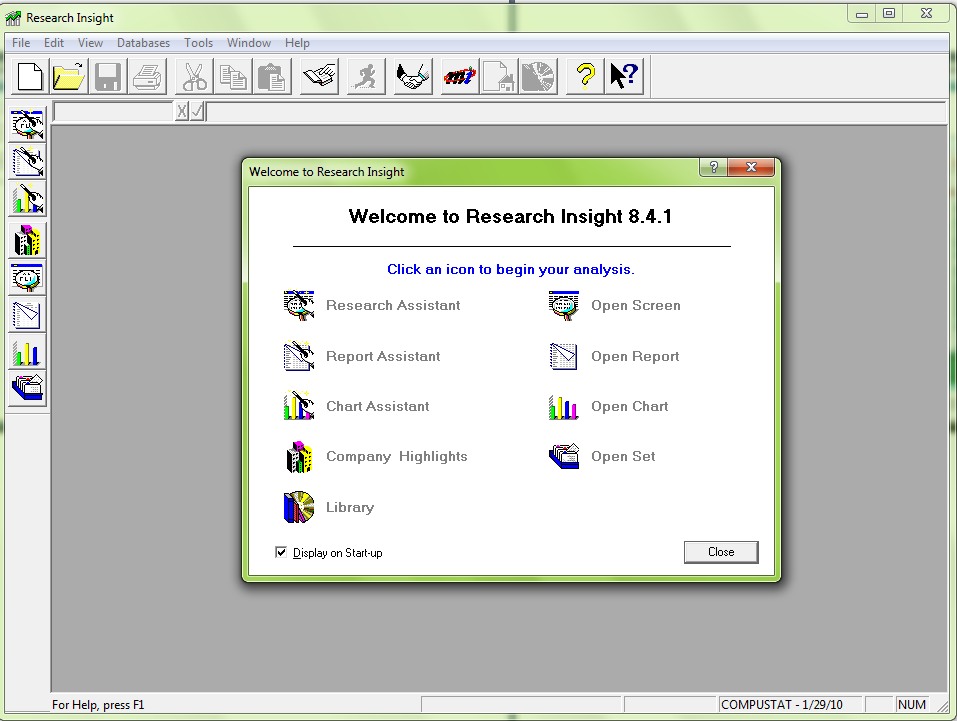 Research Insight
File Edit View Databases Tools Window Help
Welcome to Research Insight
Welcome to Research Insight 8.4.1
Click an icon to begin your analysis.
Research Assistant
Open Screen
Report Assistant
Open Report
Chart Assistant
Open Chart
Company Highlights
Open Set
Library
Display on Start-up
Close
For Help, press F1
COMPUSTAT - 1/29/10
NUM